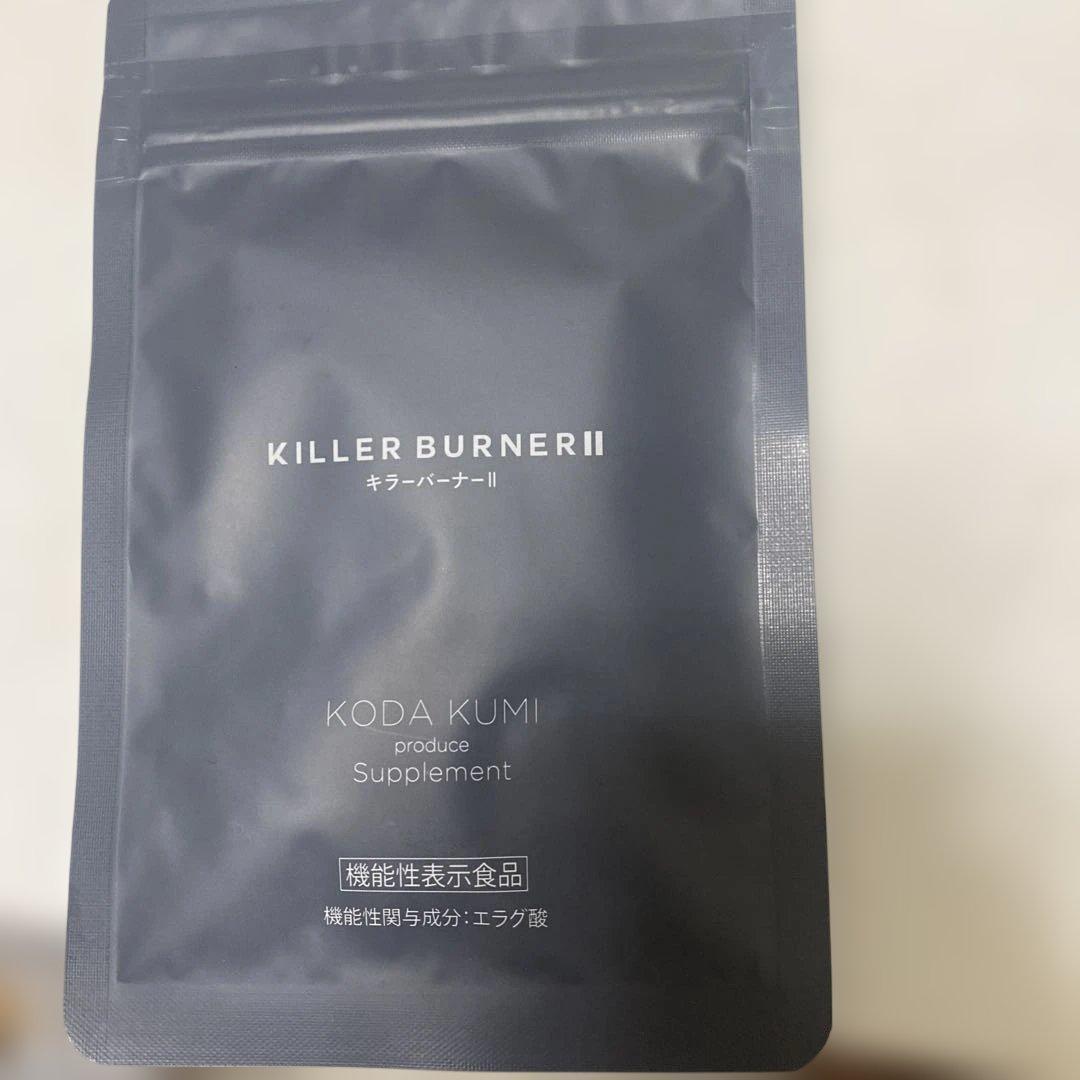 KILLER BURNERⅡ
キラーバーナーⅡ
KODA KUMI
produce
Supplement
機能性表示食品
機能性関与成分:エラグ酸